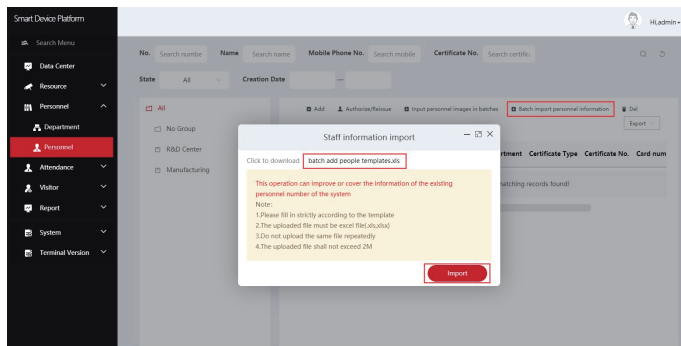 Smart Device Platform
Hi,admin
Search Menu
Data Center
Resource
Personnel
Department
Personnel
Attendance
Visitor
Report
System
Terminal Version
No. Search numbe Name Search name Mobile Phone No. Search mobile Certificate No. Search certific
State All Creation Date —
All
No Group
R&D Center
Manufacturing
Add Authorize/Reissue Input personnel images in batches Batch import personnel information Del
Export
rtment Certificate Type Certificate No. Card num
natching records found!
Staff information import
Click to download batch add people templates.xls
This operation can improve or cover the information of the existing
personnel number of the system
Note:
1.Please fill in strictly according to the template
2.The uploaded file must be excel file(.xls,xlsx)
3.Do not upload the same file repeatedly
4.The uploaded file shall not exceed 2M
Import